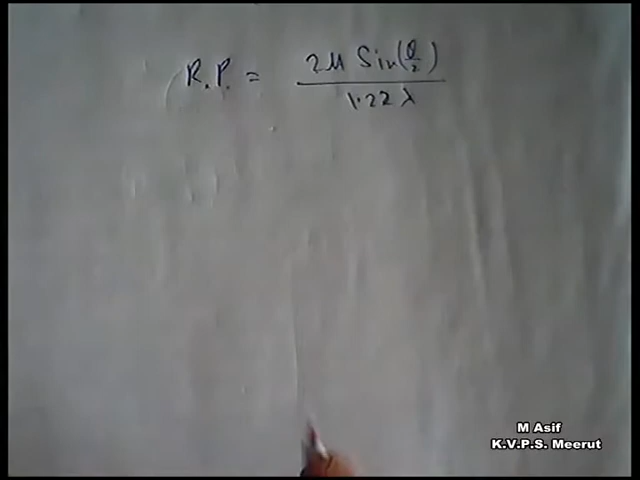 R.P. = 2μ Sin(θ/2) / 1.22 λ
M Asif
K.V.P.S. Meerut